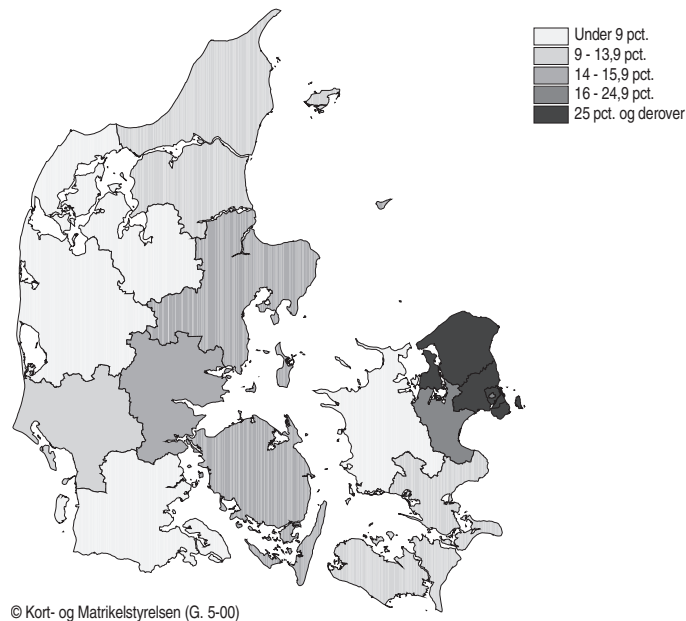 Under 9 pct.
9 - 13,9 pct.
14 - 15,9 pct.
16 - 24,9 pct.
25 pct. og derover
© Kort- og Matrikelstyrelsen (G. 5-00)